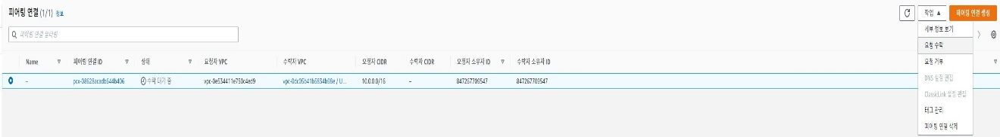 피어링 연결 (1/1) 정보
작업 ▲
피어링 연결 생성
피어링 연결 필터링
세부 정보 보기
요청 수락
요청 거부
DNS 설정 편집
ClassicLink 설정 편집
태그 관리
피어링 연결 삭제
Name 피어링 연결 ID 상태 요청자 VPC 수락자 VPC 요청자 CIDR 수락자 CIDR 요청자 소유자 ID 수락자 소유자 ID
– pcx-08628acadb644b406 수락 대기 중 vpc-0e534411e750c4ed9 vpc-0dc05b41b5834b98e / U... 10.0.0.0/16 – 847267709547 847267709547